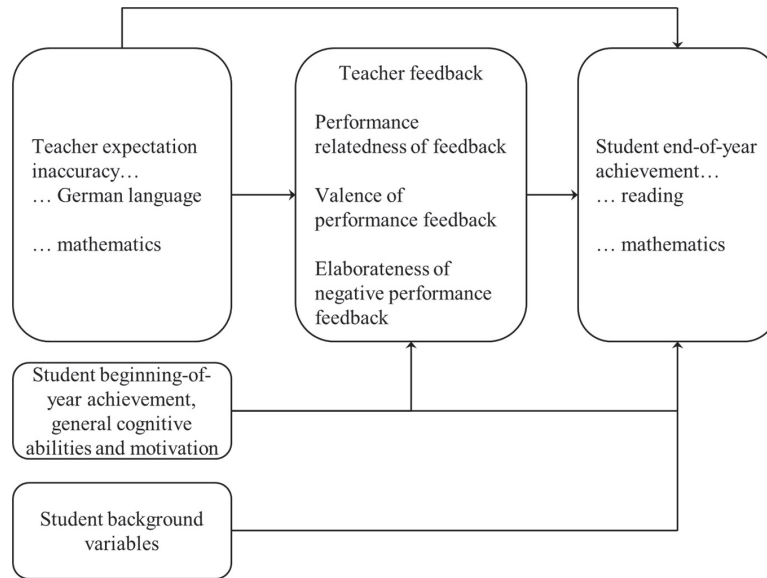 Teacher expectation
inaccuracy…
… German language
… mathematics
Teacher feedback
Performance
relatedness of feedback
Valence of
performance feedback
Elaborateness of
negative performance
feedback
Student end-of-year
achievement…
… reading
… mathematics
Student beginning-of-
year achievement,
general cognitive
abilities and motivation
Student background
variables